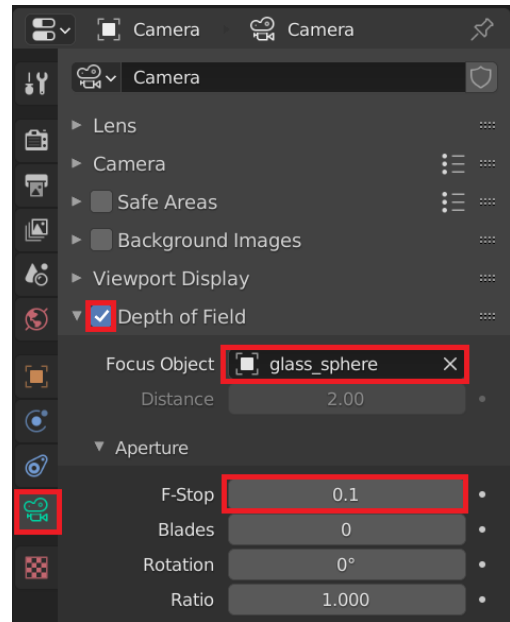 Camera Camera
Camera
Lens
Camera
Safe Areas
Background Images
Viewport Display
Depth of Field
Focus Object glass_sphere
Distance 2.00
Aperture
F-Stop 0.1
Blades 0
Rotation 0°
Ratio 1.000